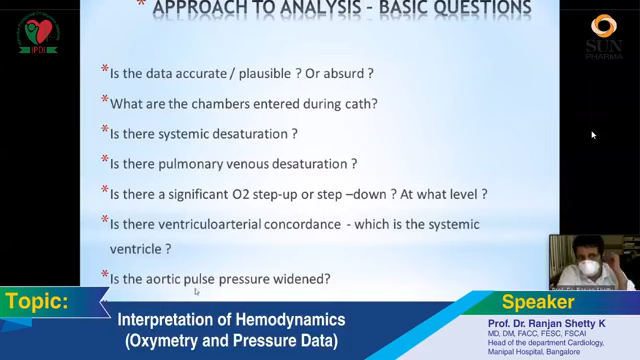 * APPROACH TO ANALYSIS – BASIC QUESTIONS
IPDI
SUN
PHARMA
* Is the data accurate / plausible ? Or absurd ?
* What are the chambers entered during cath?
* Is there systemic desaturation ?
* Is there pulmonary venous desaturation ?
* Is there a significant O2 step-up or step –down ? At what level ?
* Is there ventriculoarterial concordance - which is the systemic
ventricle ?
* Is the aortic pulse pressure widened?
Topic:
Interpretation of Hemodynamics
(Oxymetry and Pressure Data)
Speaker
Prof. Dr. Ranjan Shetty K
MD, DM, FACC, FESC, FSCAI
Head of the department Cardiology,
Manipal Hospital, Bangalore